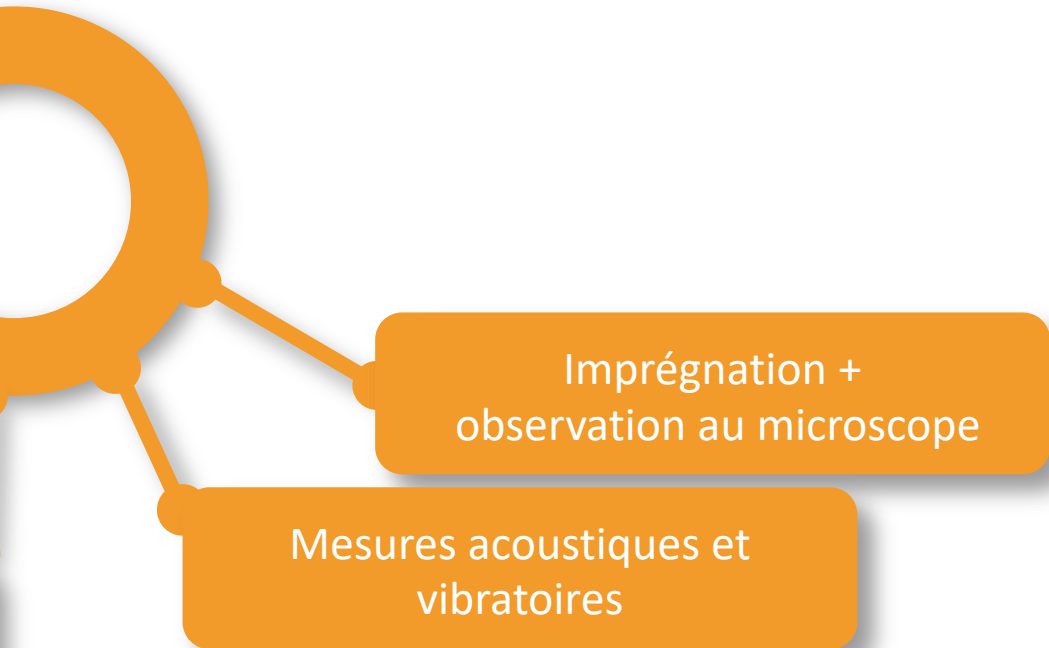 Imprégnation +
observation au microscope
Mesures acoustiques et
vibratoires